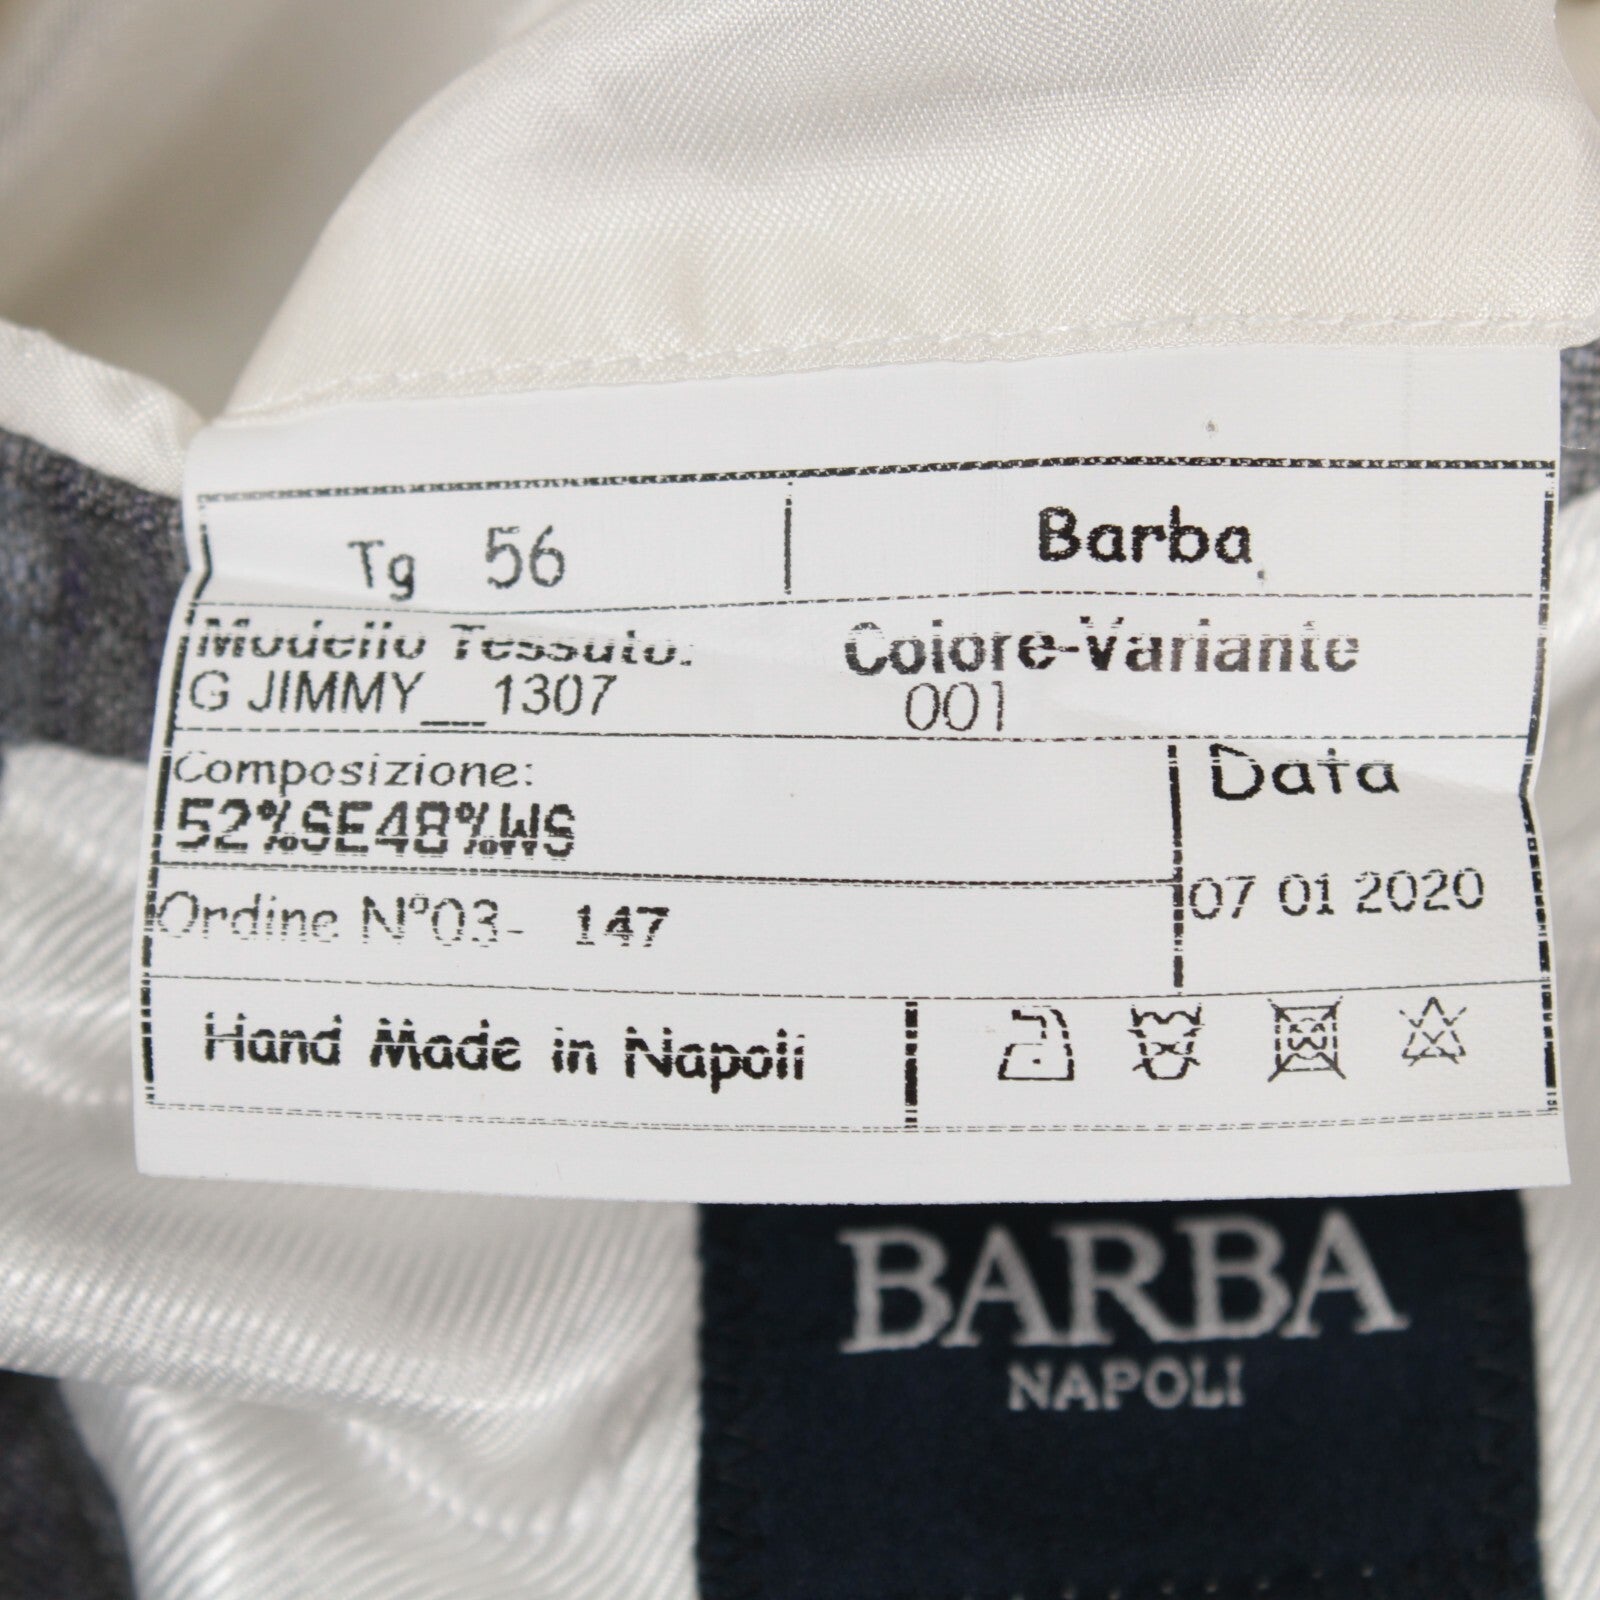 Tg 56
Barba
Modello Tessuto:
Colore-Variante
G JIMMY__1307
001
Composizione:
52%SE48%WS
Data
07 01 2020
Ordine N°03- 147
Hand Made in Napoli
BARBA
NAPOLI